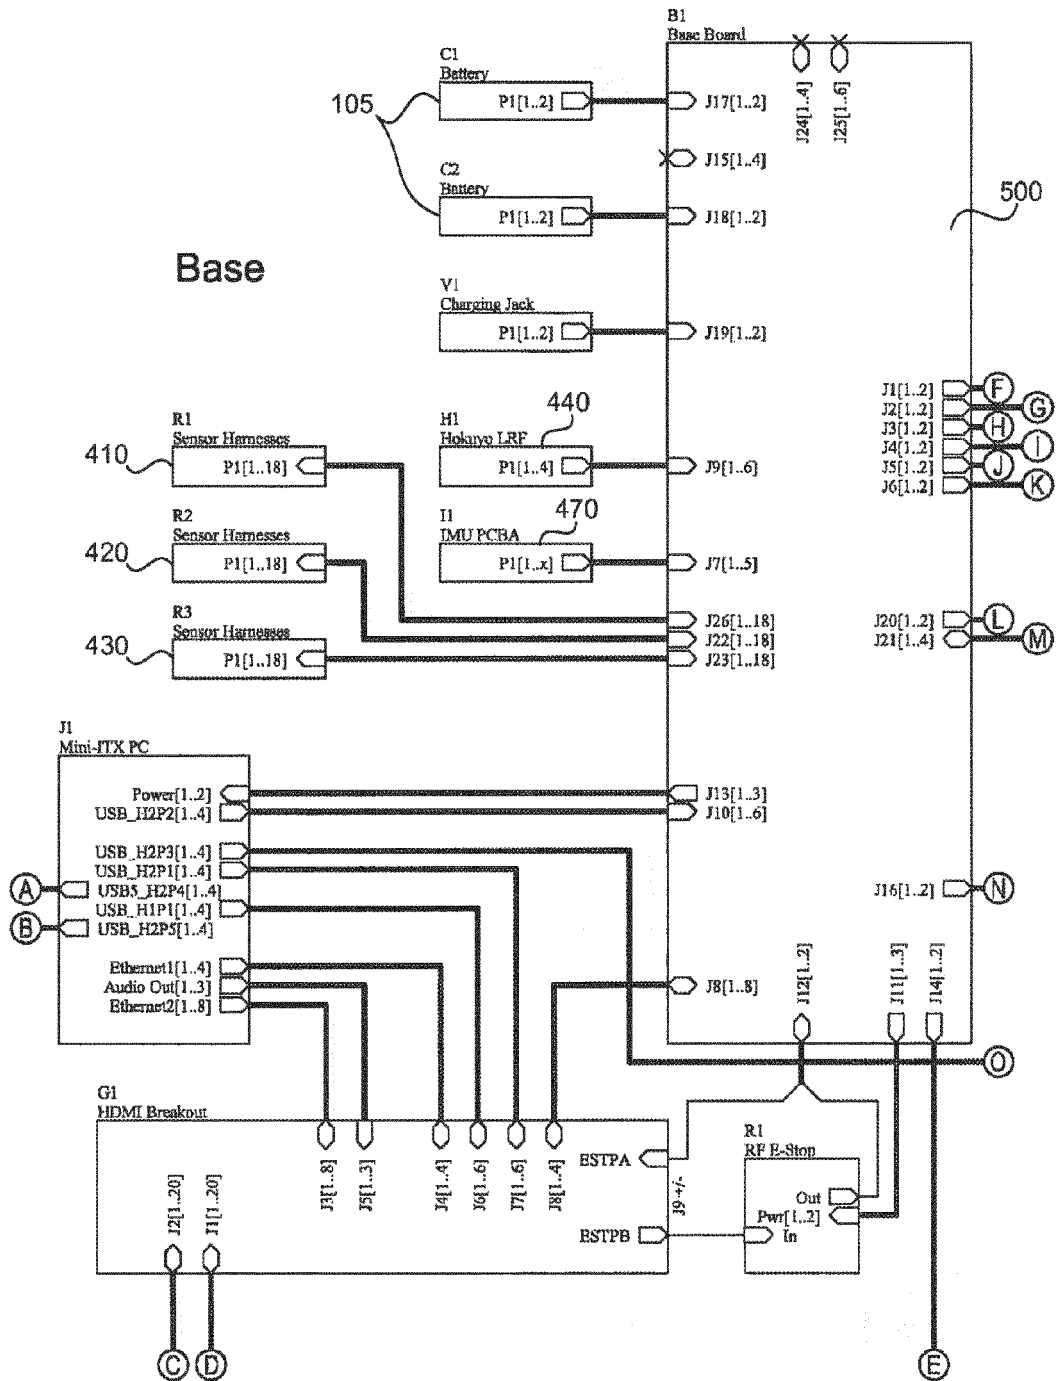 B1
Base Board
J24[1..4]
J25[1..6]
C1
Battery
P1[1..2]
J17[1..2]
105
J15[1..4]
C2
Battery
P1[1..2]
J18[1..2]
500
Base
V1
Charging Jack
P1[1..2]
J19[1..2]
J1[1..2]
F
J2[1..2]
G
J3[1..2]
H
J4[1..2]
I
J5[1..2]
J
J6[1..2]
K
R1
Sensor Harnesses
410
P1[1..18]
H1
440
Hokuyo LRF
P1[1..4]
J9[1..6]
R2
Sensor Harnesses
420
P1[1..18]
I1
470
IMU PCBA
P1[1..x]
J7[1..5]
R3
Sensor Harnesses
430
P1[1..18]
J26[1..18]
J22[1..18]
J23[1..18]
J20[1..2]
L
J21[1..4]
M
J1
Mini-ITX PC
Power[1..2]
J13[1..3]
USB_H2P2[1..4]
J10[1..6]
USB_H2P3[1..4]
USB_H2P1[1..4]
A
USB5_H2P4[1..4]
USB_H1P1[1..4]
B
USB_H2P5[1..4]
J16[1..2]
N
Ethernet1[1..4]
Audio Out[1..3]
Ethernet2[1..8]
J8[1..8]
J12[1..2]
J11[1..3]
J14[1..2]
O
G1
HDMI Breakout
J3[1..8]
J5[1..3]
J4[1..4]
J6[1..6]
J7[1..6]
J8[1..4]
ESTPA
J9 +/-
ESTPB
J2[1..20]
J1[1..20]
R1
RF E-Stop
Out
Pwr[1..2]
In
C
D
E